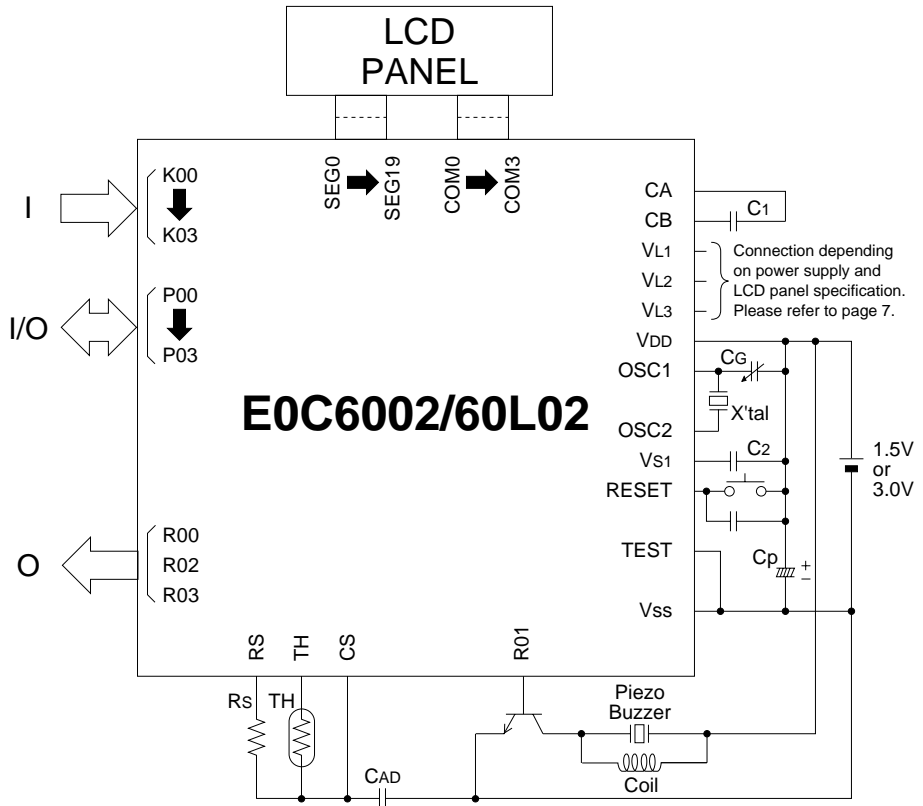 LCD
PANEL
SEG0
SEG19
COM0
COM3
I
K00
K03
I/O
P00
P03
E0C6002/60L02
O
R00
R02
R03
CA
CB
C1
VL1
VL2
VL3
Connection depending
on power supply and
LCD panel specification.
Please refer to page 7.
VDD
OSC1
CG
X'tal
OSC2
VS1
C2
RESET
TEST
Cp
+
–
Vss
1.5V
or
3.0V
RS
TH
CS
R01
Rs
TH
CAD
Piezo
Buzzer
Coil